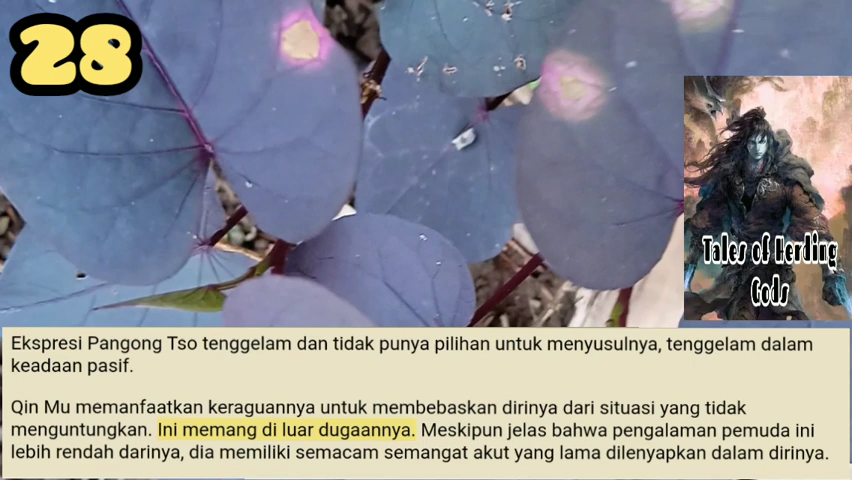 28
Tales of Herding
Gods
Ekspresi Pangong Tso tenggelam dan tidak punya pilihan untuk menyusulnya, tenggelam dalam
keadaan pasif.
Qin Mu memanfaatkan keraguannya untuk membebaskan dirinya dari situasi yang tidak
menguntungkan. Ini memang di luar dugaannya. Meskipun jelas bahwa pengalaman pemuda ini
lebih rendah darinya, dia memiliki semacam semangat akut yang lama dilenyapkan dalam dirinya.